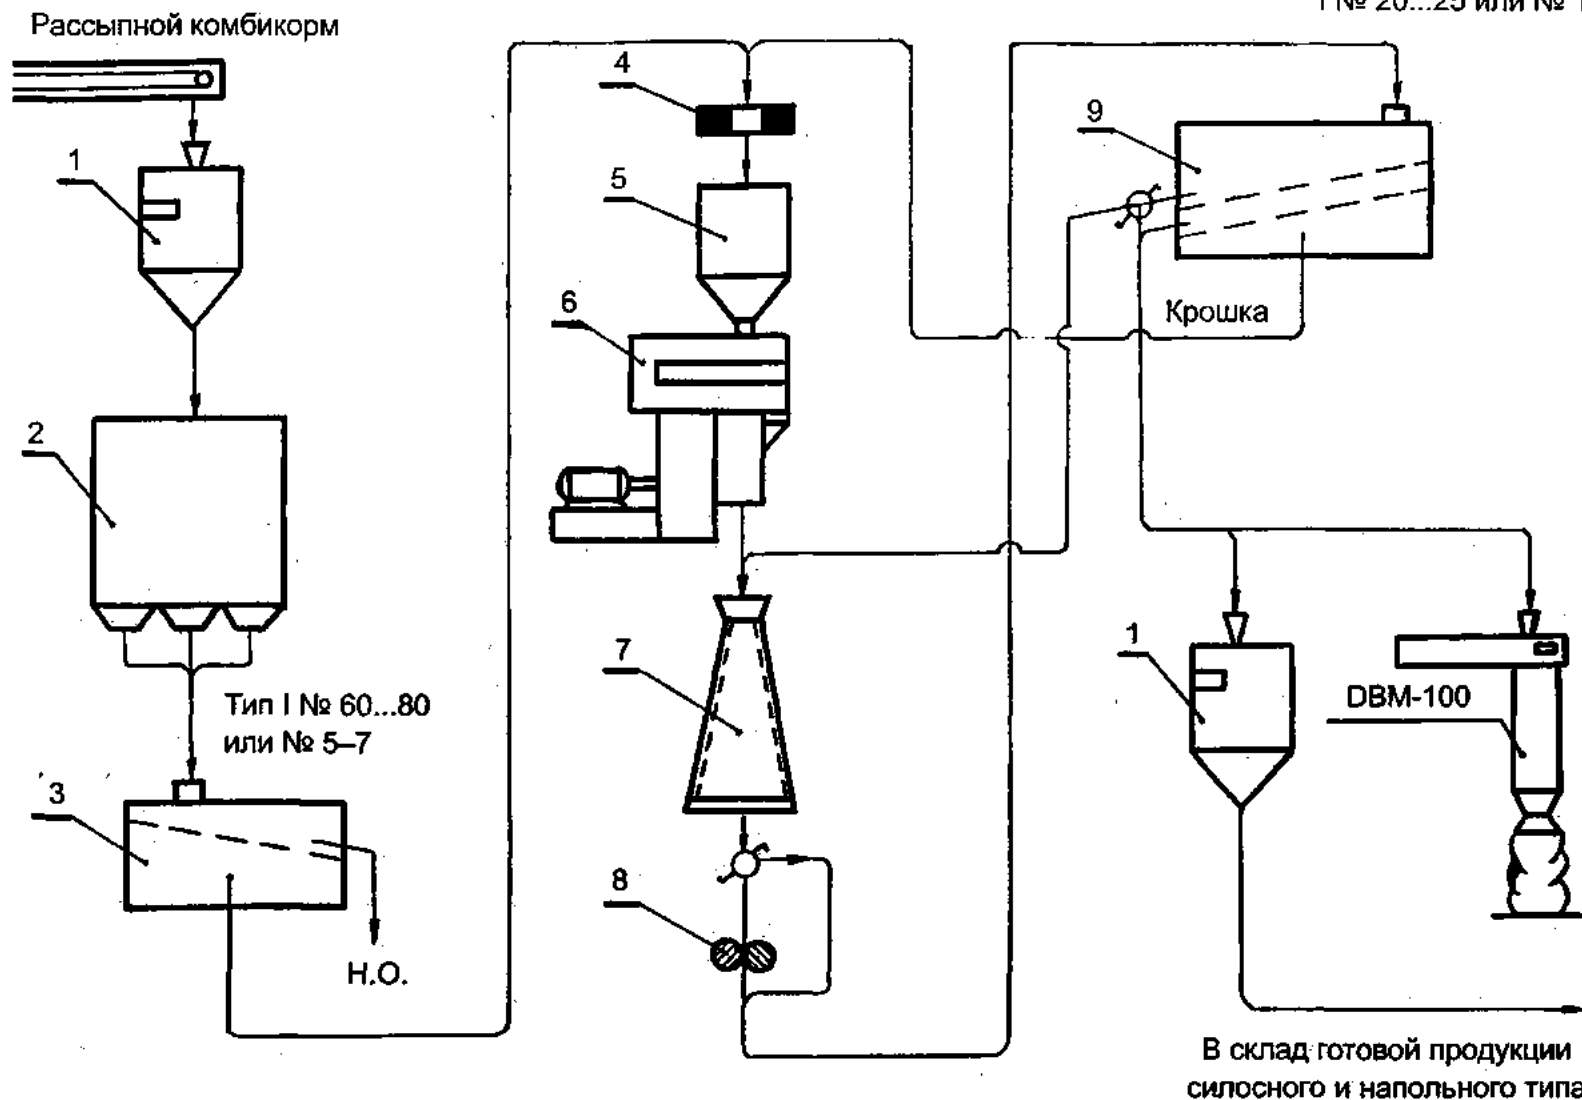 Рассыпной комбикорм
4
9
1
5
6
Крошка
2
7
1
Тип I № 60...80
или № 5–7
DBM-100
3
8
Н.О.
В склад готовой продукции
силосного и напольного типа